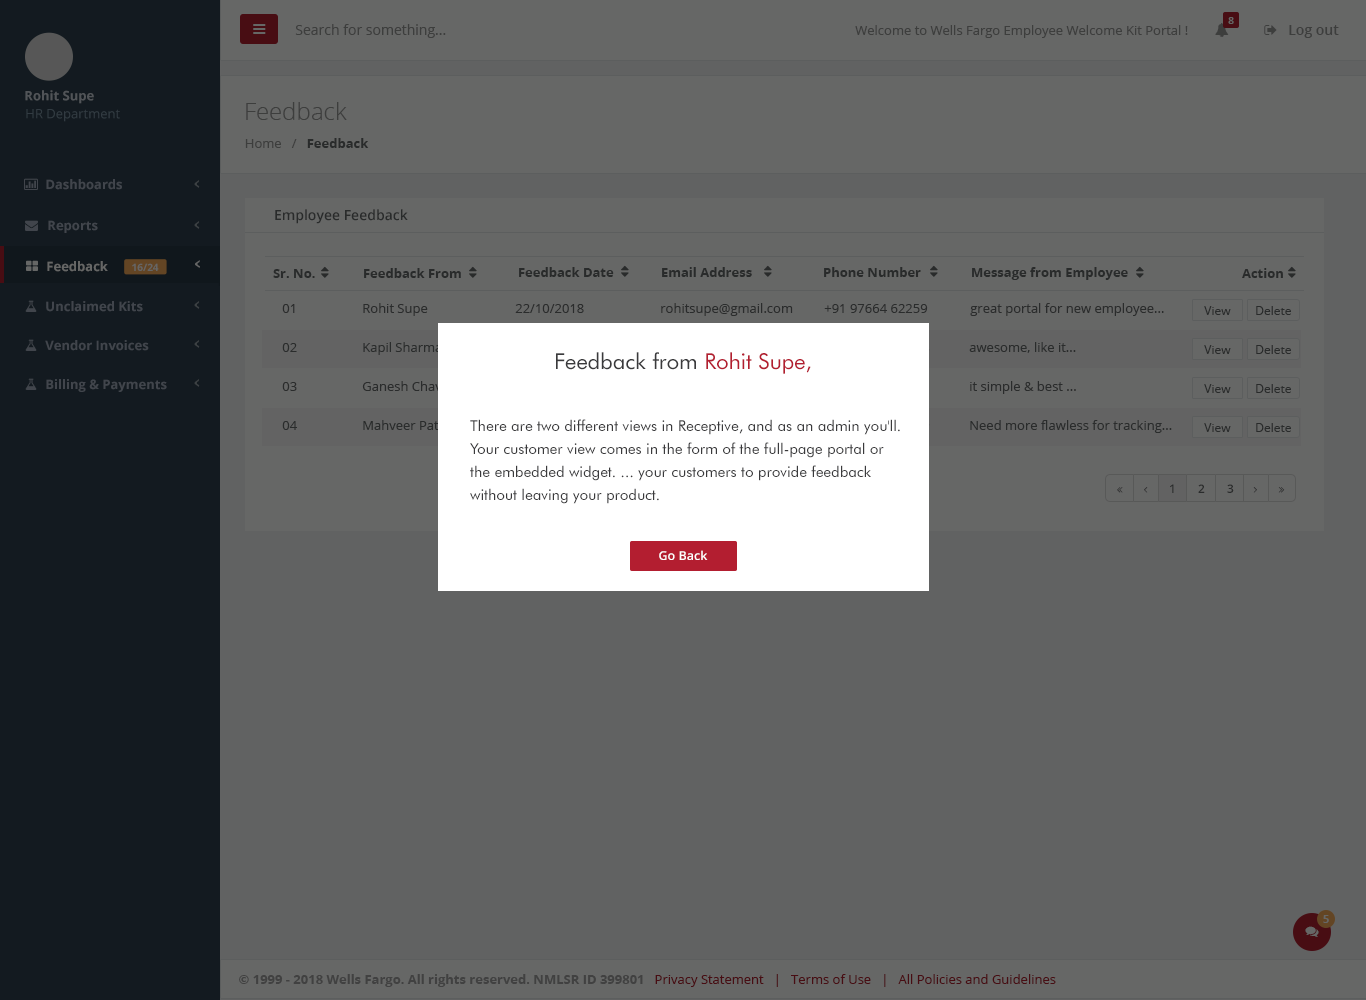 Search for something...
Welcome to Wells Fargo Employee Welcome Kit Portal !
8
Log out
Rohit Supe
HR Department
Dashboards
Reports
Feedback 16/24
Unclaimed Kits
Vendor Invoices
Billing & Payments
Feedback
Home / Feedback
Employee Feedback
Sr. No. Feedback From Feedback Date Email Address Phone Number Message from Employee Action
01 Rohit Supe 22/10/2018 rohitsupe@gmail.com +91 97664 62259 great portal for new employee... View Delete
02 Kapil Sharma awesome, like it... View Delete
03 Ganesh Chav it simple & best ... View Delete
04 Mahveer Pat Need more flawless for tracking... View Delete
« ‹ 1 2 3 › »
Feedback from Rohit Supe,
There are two different views in Receptive, and as an admin you'll.
Your customer view comes in the form of the full-page portal or
the embedded widget. ... your customers to provide feedback
without leaving your product.
Go Back
5
© 1999 - 2018 Wells Fargo. All rights reserved. NMLSR ID 399801 Privacy Statement | Terms of Use | All Policies and Guidelines